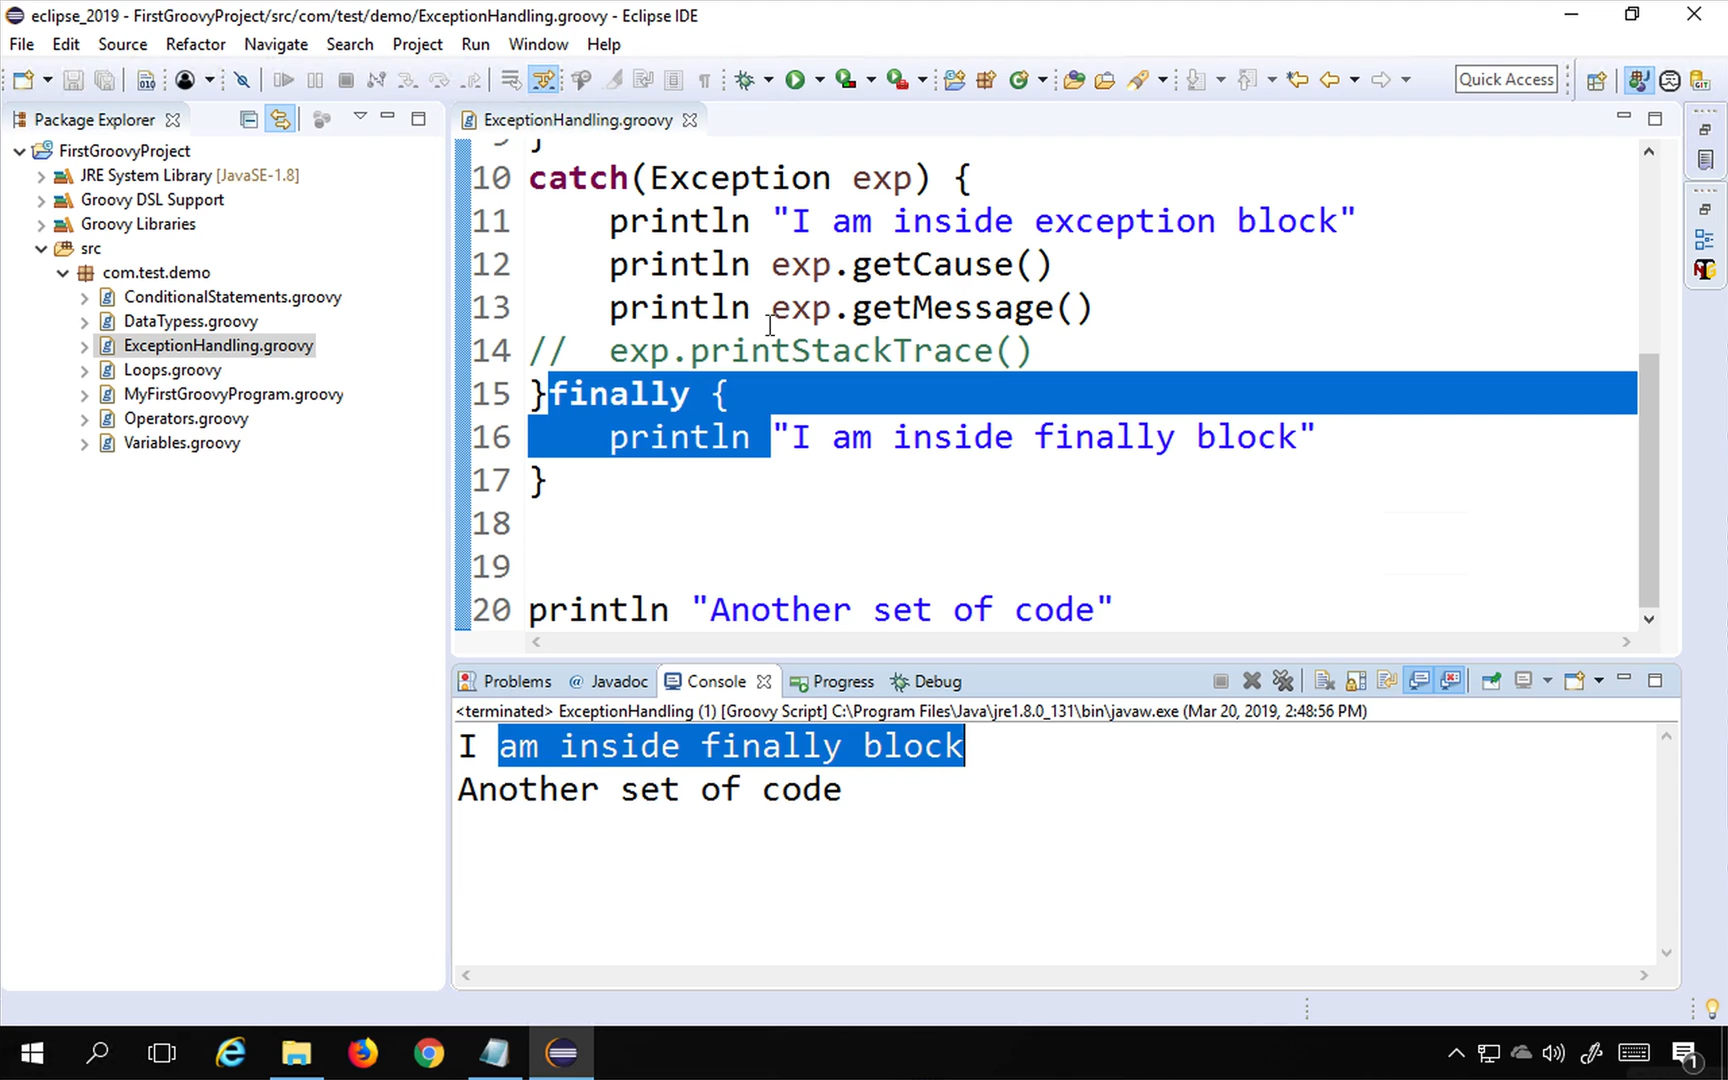 eclipse_2019 - FirstGroovyProject/src/com/test/demo/ExceptionHandling.groovy - Eclipse IDE
File Edit Source Refactor Navigate Search Project Run Window Help
Quick Access
Package Explorer
FirstGroovyProject
JRE System Library [JavaSE-1.8]
Groovy DSL Support
Groovy Libraries
src
com.test.demo
ConditionalStatements.groovy
DataTypess.groovy
ExceptionHandling.groovy
Loops.groovy
MyFirstGroovyProgram.groovy
Operators.groovy
Variables.groovy
ExceptionHandling.groovy
9 }
10 catch(Exception exp) {
11 println "I am inside exception block"
12 println exp.getCause()
13 println exp.getMessage()
14 // exp.printStackTrace()
15 }finally {
16 println "I am inside finally block"
17 }
18
19
20 println "Another set of code"
Problems @ Javadoc Console Progress Debug
<terminated> ExceptionHandling (1) [Groovy Script] C:\Program Files\Java\jre1.8.0_131\bin\javaw.exe (Mar 20, 2019, 2:48:56 PM)
I am inside finally block
Another set of code
1